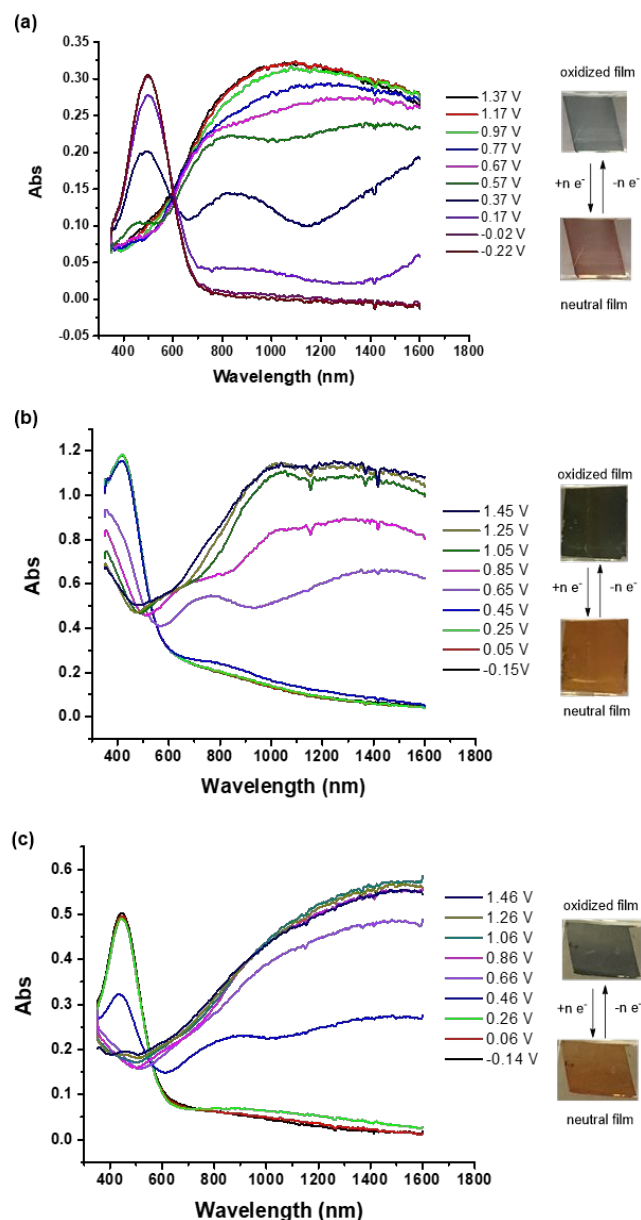 (a)
0.35
0.30
0.25
0.20
0.15
0.10
0.05
0.00
-0.05
Abs
400 600 800 1000 1200 1400 1600 1800
Wavelength (nm)
1.37 V
1.17 V
0.97 V
0.77 V
0.67 V
0.57 V
0.37 V
0.17 V
-0.02 V
-0.22 V
oxidized film
+n e- -n e-
neutral film
(b)
1.2
1.0
0.8
0.6
0.4
0.2
0.0
Abs
400 600 800 1000 1200 1400 1600 1800
Wavelength (nm)
1.45 V
1.25 V
1.05 V
0.85 V
0.65 V
0.45 V
0.25 V
0.05 V
-0.15V
oxidized film
+n e- -n e-
neutral film
(c)
0.6
0.5
0.4
0.3
0.2
0.1
0.0
Abs
400 600 800 1000 1200 1400 1600 1800
Wavelength (nm)
1.46 V
1.26 V
1.06 V
0.86 V
0.66 V
0.46 V
0.26 V
0.06 V
-0.14 V
oxidized film
+n e- -n e-
neutral film